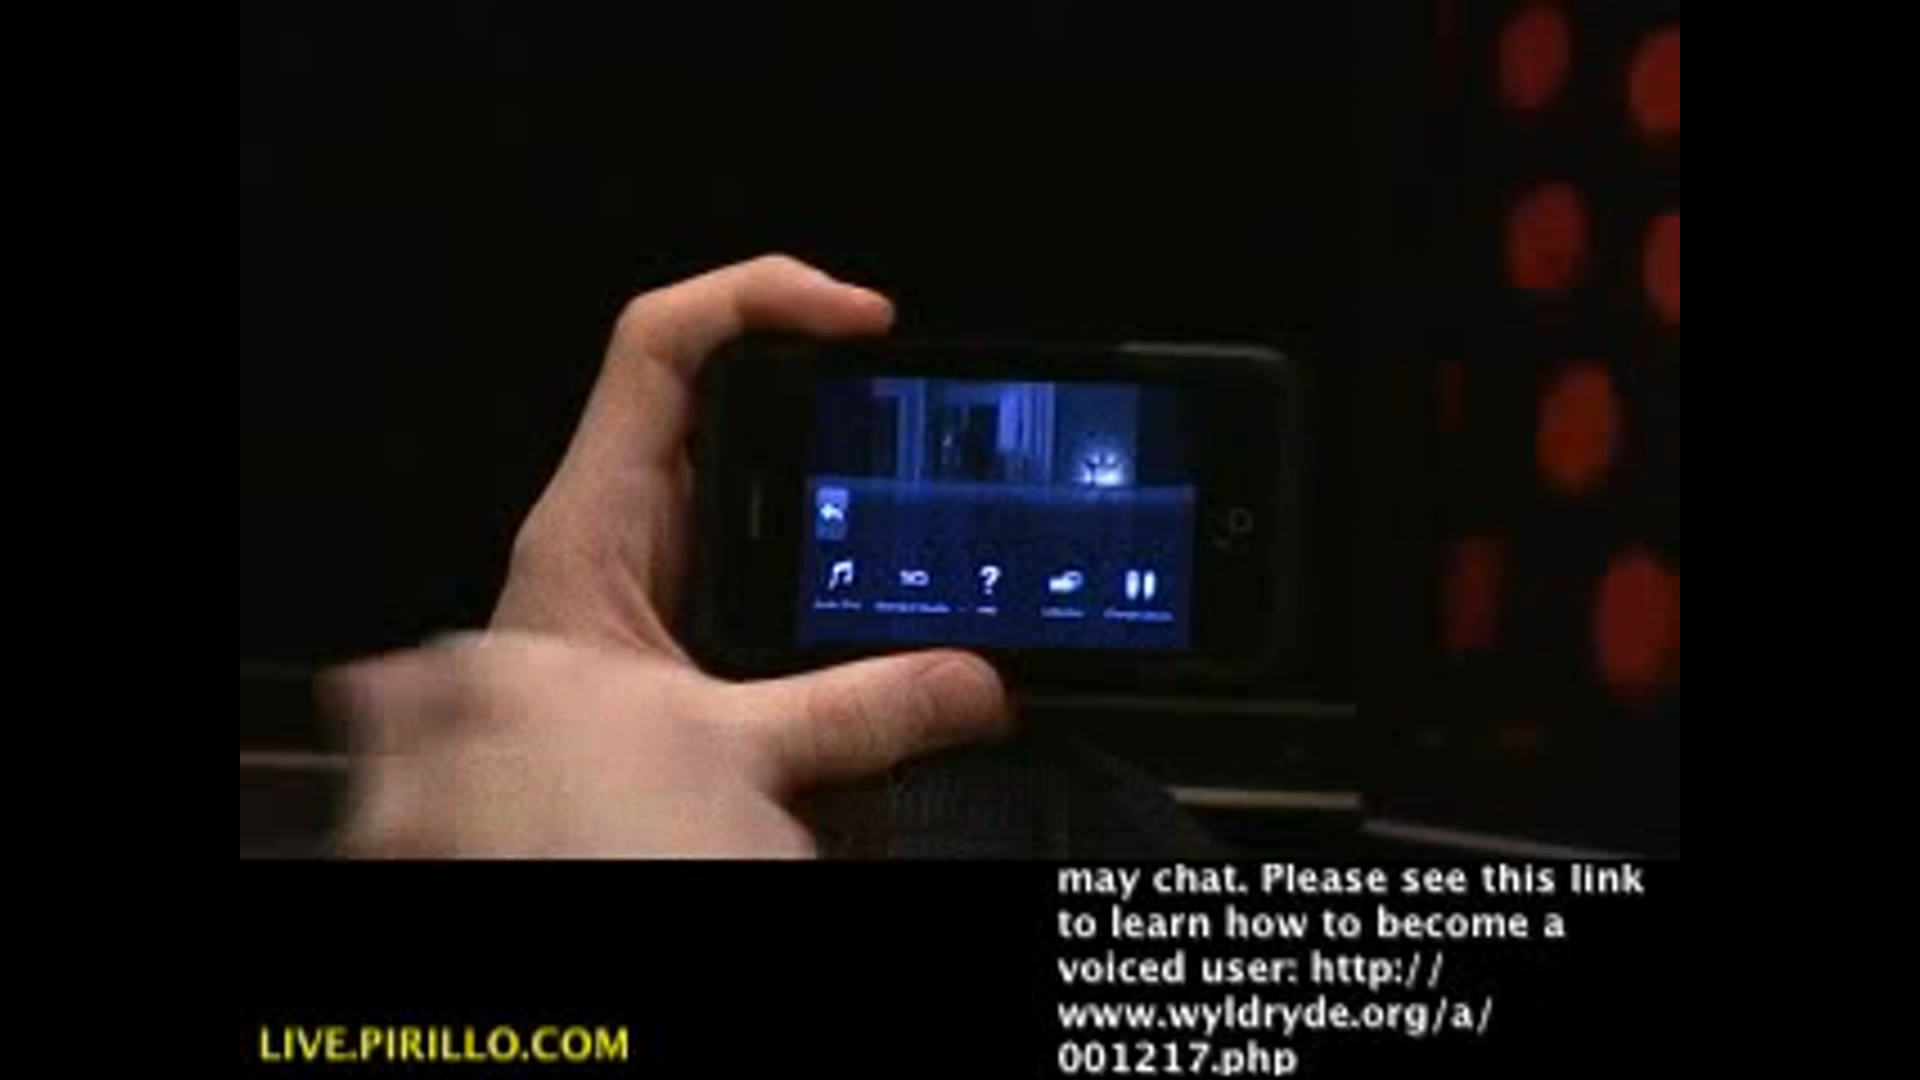 ?
may chat. Please see this link
to learn how to become a
voiced user: http://
www.wyldryde.org/a/
001217.php
LIVE.PIRILLO.COM